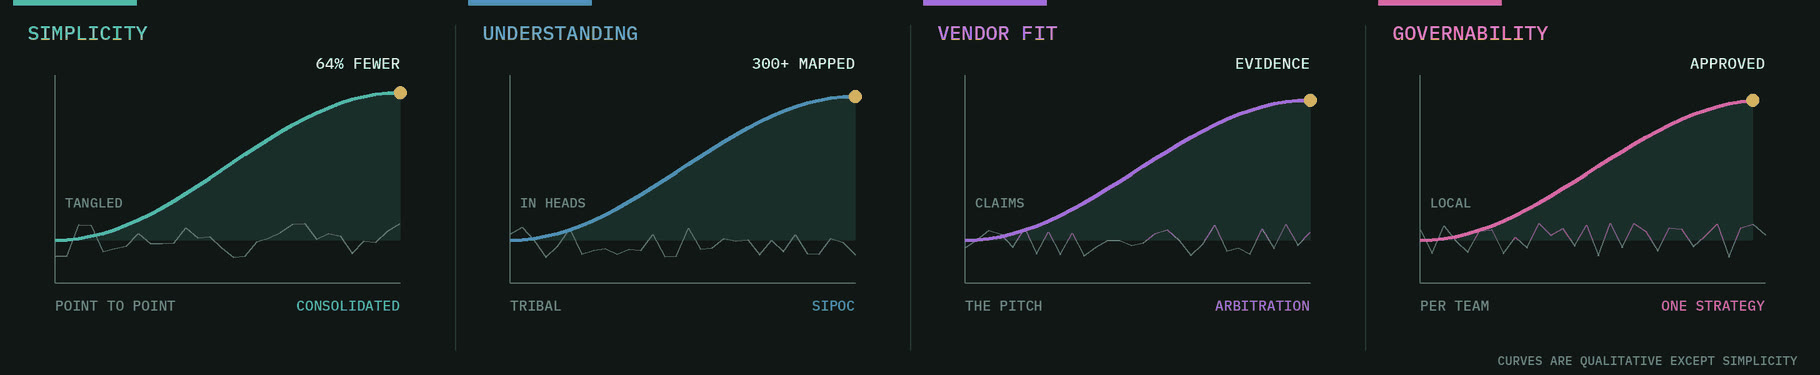 SIMPLICITY
64% FEWER
TANGLED
POINT TO POINT
CONSOLIDATED
UNDERSTANDING
300+ MAPPED
IN HEADS
TRIBAL
SIPOC
VENDOR FIT
EVIDENCE
CLAIMS
THE PITCH
ARBITRATION
GOVERNABILITY
APPROVED
LOCAL
PER TEAM
ONE STRATEGY
CURVES ARE QUALITATIVE EXCEPT SIMPLICITY